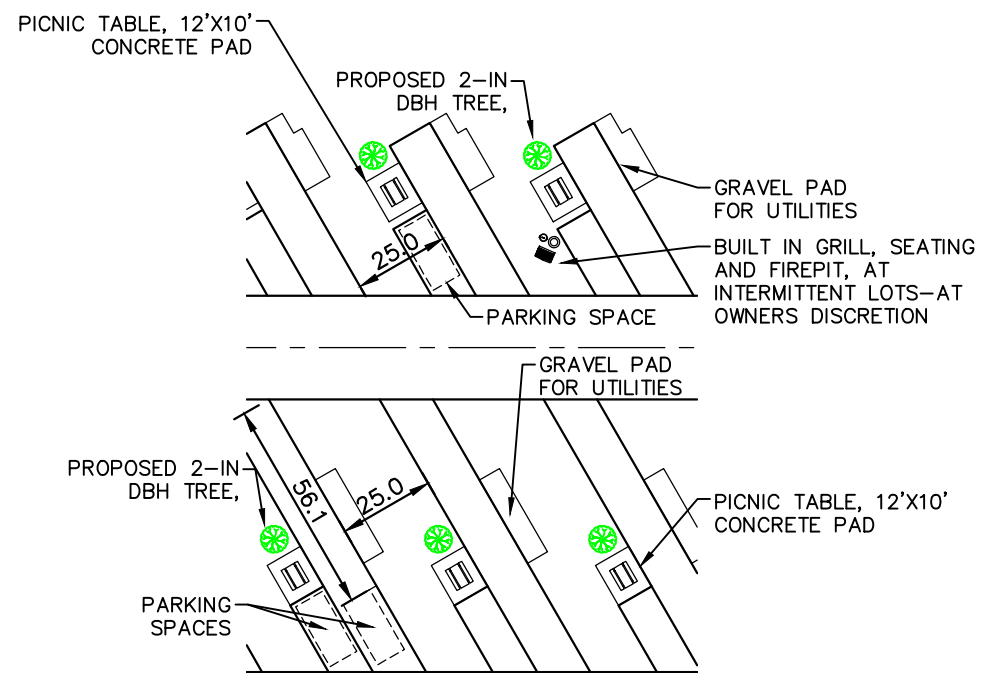 PICNIC TABLE, 12'X10'
CONCRETE PAD
PROPOSED 2-IN
DBH TREE,
GRAVEL PAD
FOR UTILITIES
25.0
BUILT IN GRILL, SEATING
AND FIREPIT, AT
INTERMITTENT LOTS-AT
OWNERS DISCRETION
PARKING SPACE
GRAVEL PAD
FOR UTILITIES
PROPOSED 2-IN
DBH TREE,
56.1
25.0
PICNIC TABLE, 12'X10'
CONCRETE PAD
PARKING
SPACES